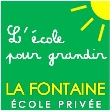 L'école
pour grandir
LA FONTAINE
ÉCOLE PRIVÉE